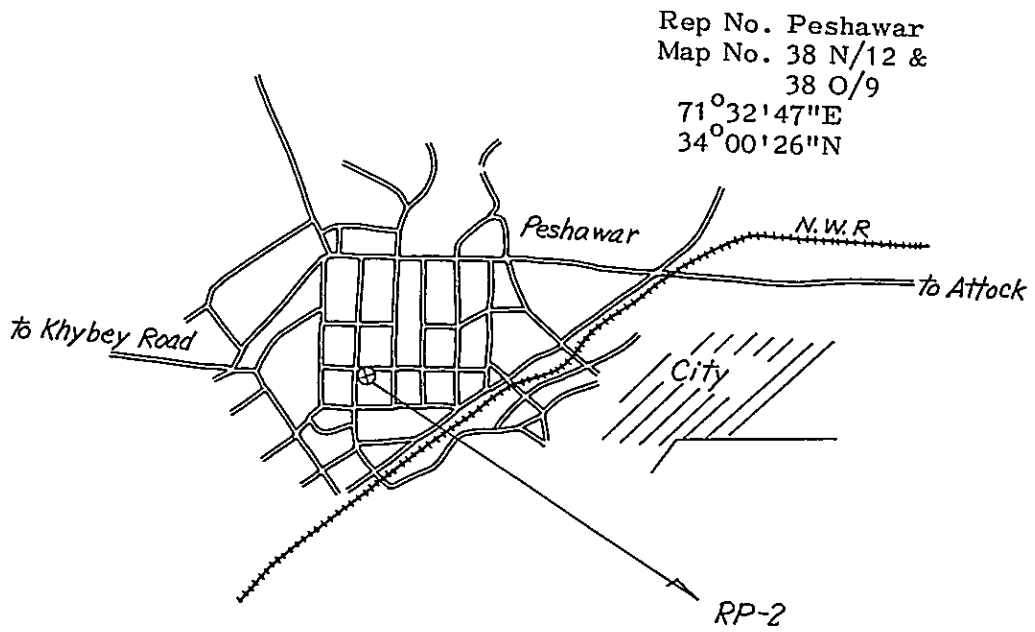 Rep No. Peshawar
Map No. 38 N/12 &
38 O/9
71°32'47"E
34°00'26"N
Peshawar
N.W.R
to Attock
to Khybey Road
City
RP-2